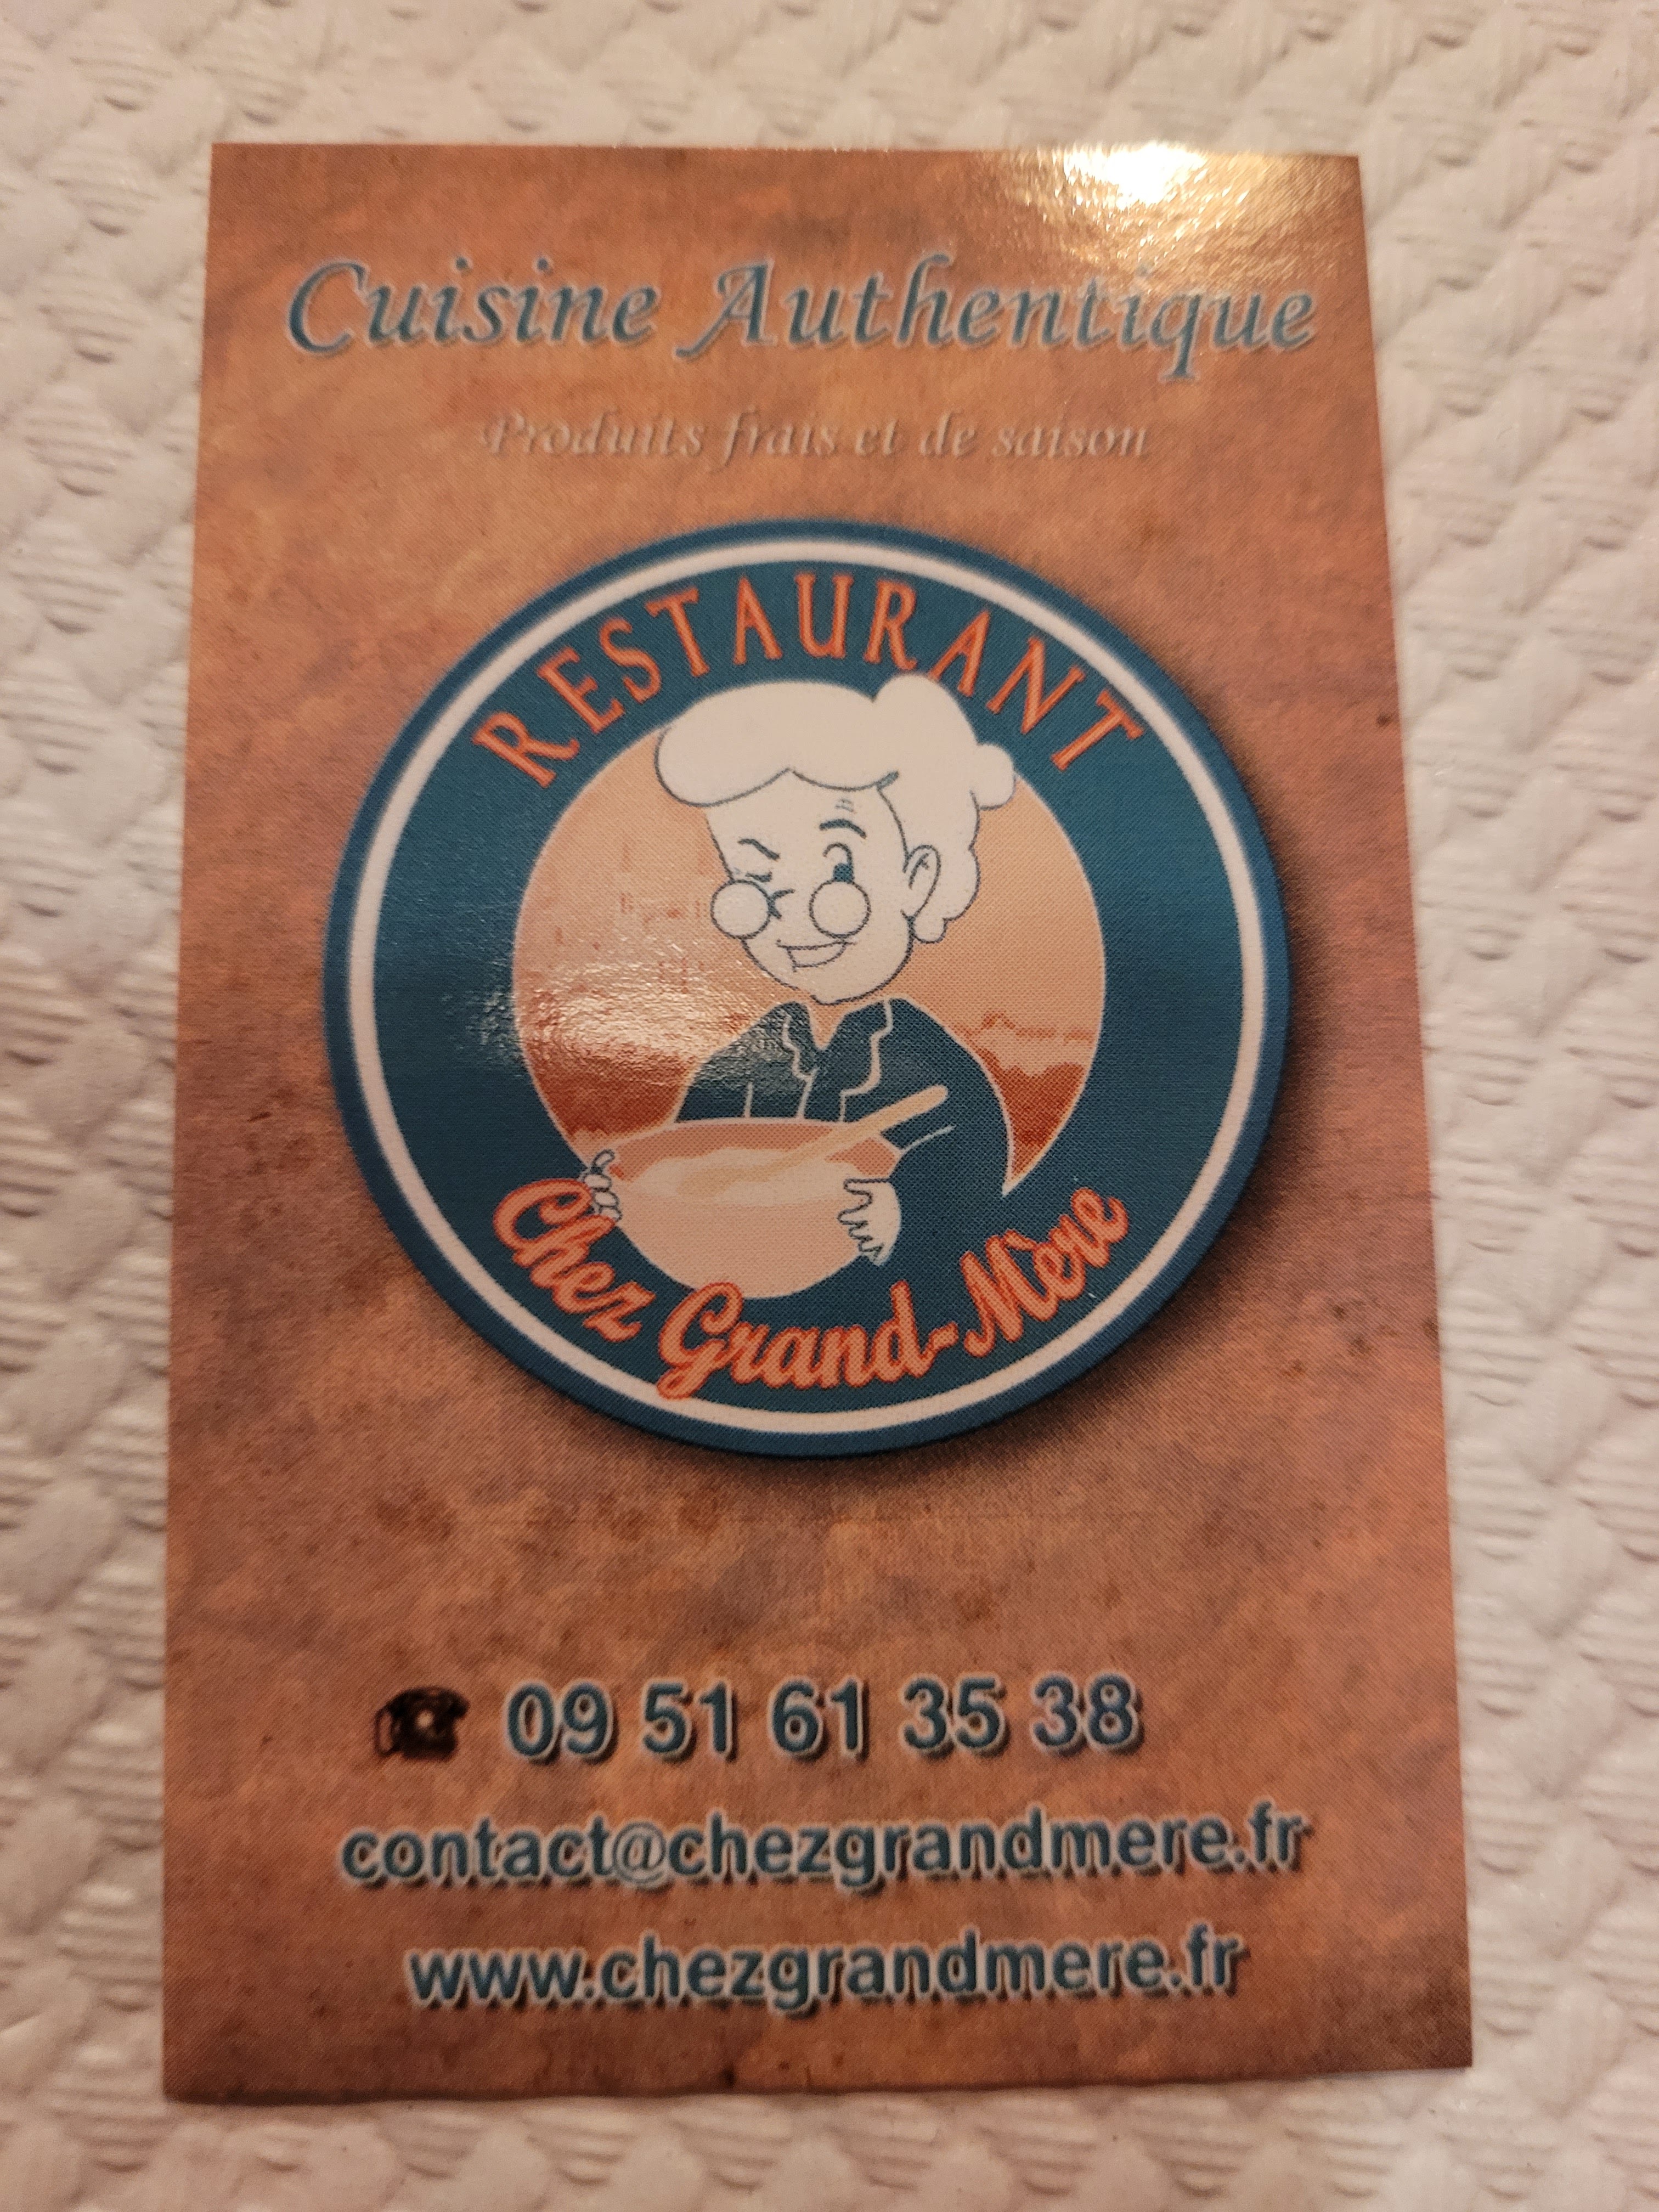 Cuisine Authentique
Produits frais et de saison
RESTAURANT
Chez Grand-Mère
09 51 61 35 38
contact@chezgrandmere.fr
www.chezgrandmere.fr